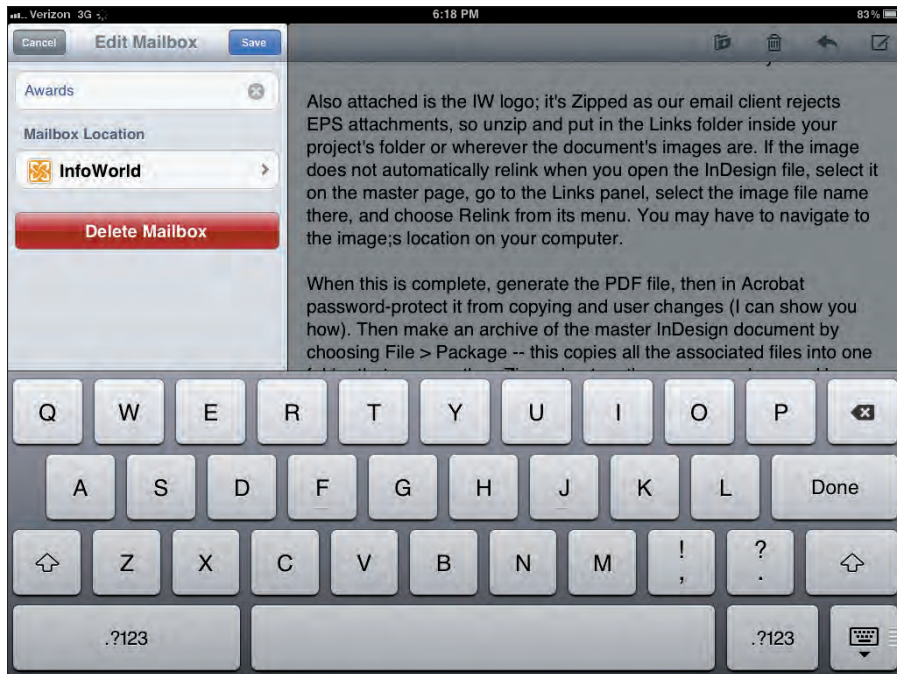 Verizon 3G
6:18 PM
83%
Cancel
Edit Mailbox
Save
Awards
Mailbox Location
InfoWorld
Delete Mailbox
Also attached is the IW logo; it's Zipped as our email client rejects
EPS attachments, so unzip and put in the Links folder inside your
project's folder or wherever the document's images are. If the image
does not automatically relink when you open the InDesign file, select it
on the master page, go to the Links panel, select the image file name
there, and choose Relink from its menu. You may have to navigate to
the image;s location on your computer.
When this is complete, generate the PDF file, then in Acrobat
password-protect it from copying and user changes (I can show you
how). Then make an archive of the master InDesign document by
choosing File > Package -- this copies all the associated files into one
Q W E R T Y U I O P
A S D F G H J K L Done
Z X C V B N M ! , ? .
.?123 .?123